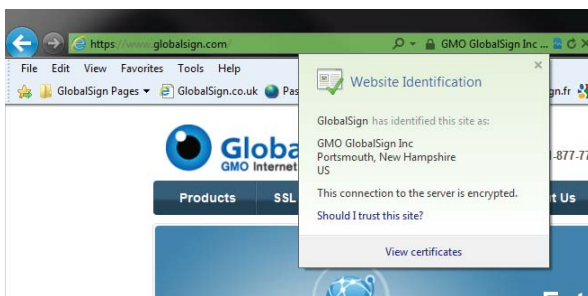 https://www.globalsign.com/
GMO GlobalSign Inc ...
File Edit View Favorites Tools Help
GlobalSign Pages GlobalSign.co.uk
Website Identification
GlobalSign has identified this site as:
GMO GlobalSign Inc
Portsmouth, New Hampshire
US
This connection to the server is encrypted.
Should I trust this site?
View certificates
GMO Internet
Products SSL
t Us